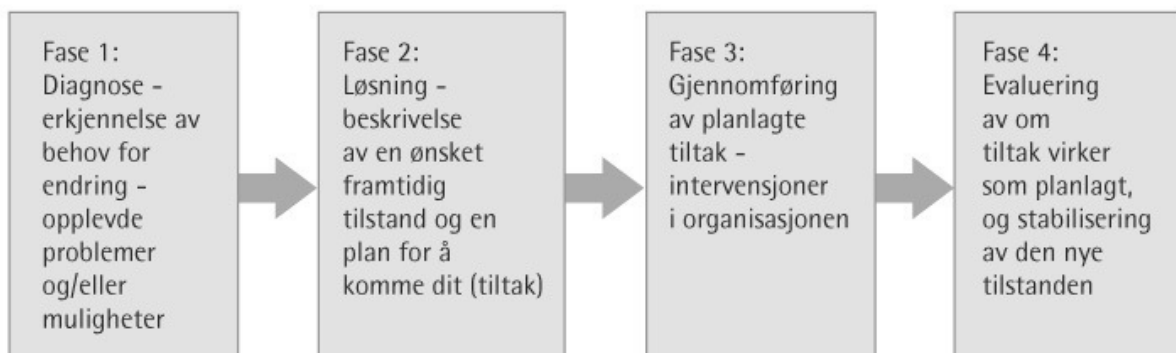 Fase 1:
Diagnose -
erkjennelse av
behov for
endring -
opplevde
problemer
og/eller
muligheter
Fase 2:
Løsning -
beskrivelse
av en ønsket
framtidig
tilstand og en
plan for å
komme dit (tiltak)
Fase 3:
Gjennomføring
av planlagte
tiltak -
intervensjoner
i organisasjonen
Fase 4:
Evaluering
av om
tiltak virker
som planlagt,
og stabilisering
av den nye
tilstanden